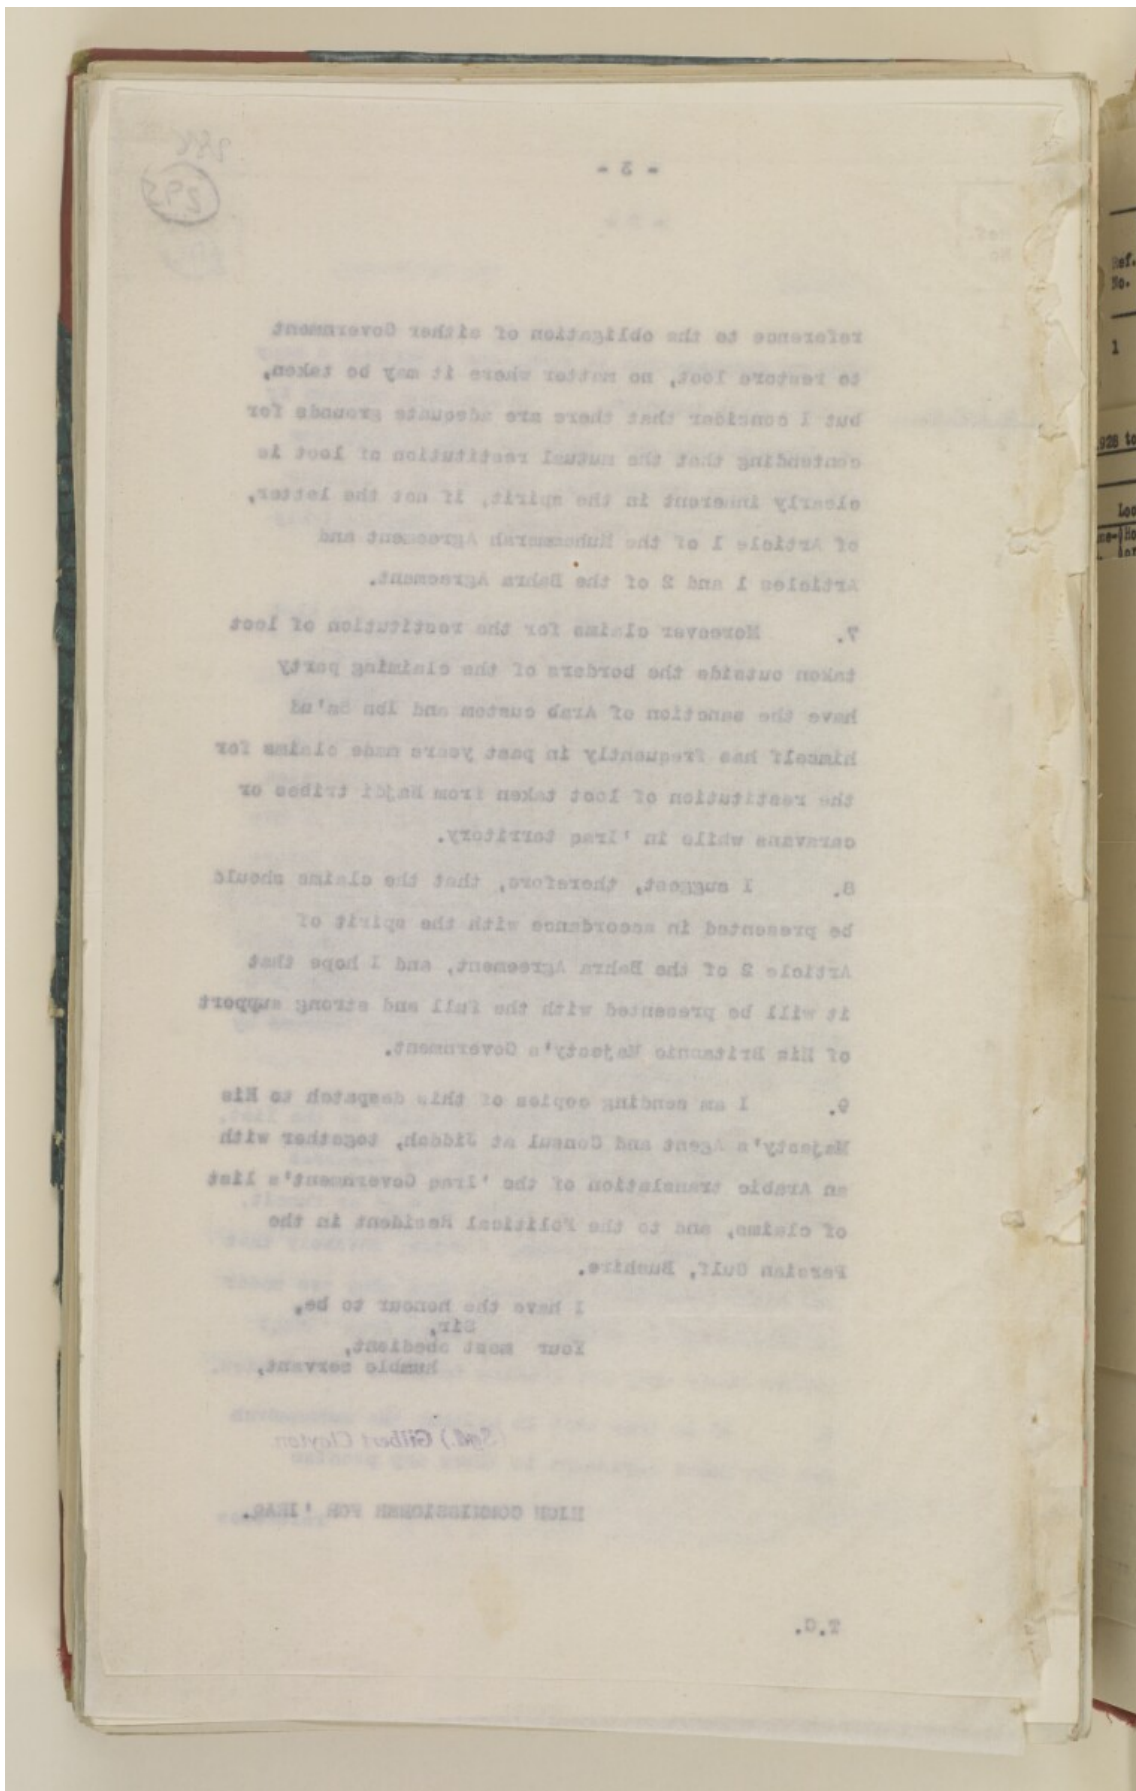 - 3 -
reference to the obligation of either Government
to restore loot, no matter where it may be taken,
but I consider that there are adequate grounds for
contending that the mutual restitution of loot is
clearly inherent in the spirit, if not the letter,
of Article 1 of the Muhammerah Agreement and
Articles 1 and 2 of the Bahra Agreement.
7. Moreover claims for the restitution of loot
taken outside the borders of the claiming party
have the sanction of Arab custom and Ibn Sa'ud
himself has frequently in past years made claims for
the restitution of loot taken from Najdi tribes or
caravans while in 'Iraq territory.
8. I suggest, therefore, that the claims should
be presented in accordance with the spirit of
Article 2 of the Bahra Agreement, and I hope that
it will be presented with the full and strong support
of His Britannic Majesty's Government.
9. I am sending copies of this despatch to His
Majesty's Agent and Consul at Jiddah, together with
an Arabic translation of the 'Iraq Government's list
of claims, and to the Political Resident in the
Persian Gulf, Bushire.
I have the honour to be,
Sir,
Your most obedient,
humble servant,
(Sgd.) Gilbert Clayton
HIGH COMMISSIONER FOR 'IRAQ.
T.C.
Ref.
No.
1
1928 to